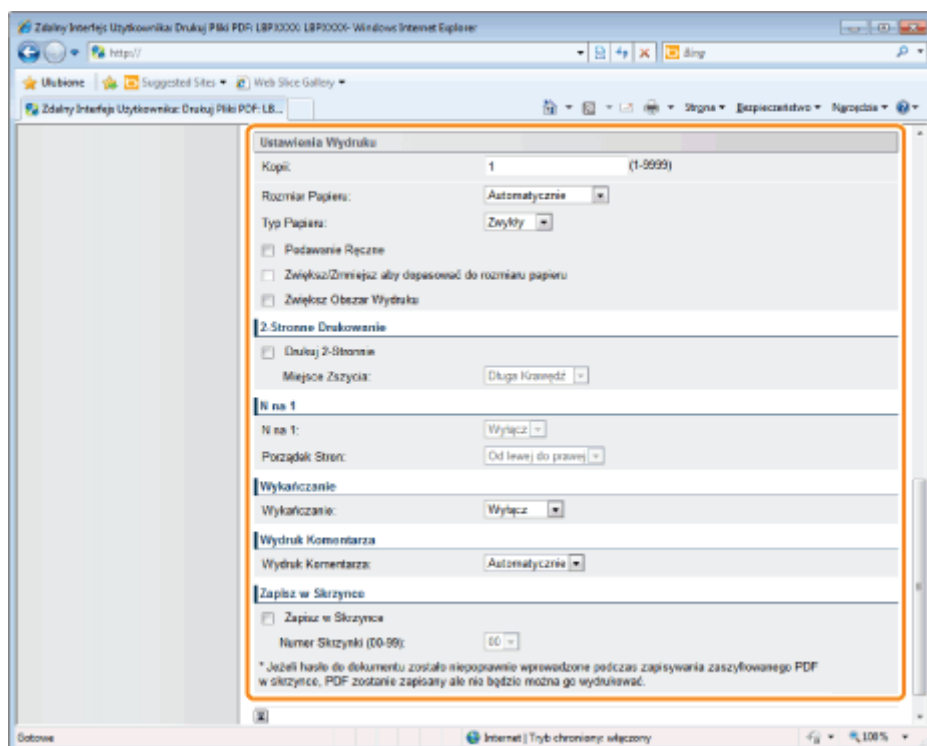 Zdalny Interfejs Użytkownika: Drukuj Pliki PDF: LBPXXXX: LBPXXXX- Windows Internet Explorer
http://
Bing
Ulubione Suggested Sites Web Slice Gallery
Zdalny Interfejs Użytkownika: Drukuj Pliki PDF: LB... Strona Bezpieczeństwo Narzędzia
Ustawienia Wydruku
Kopii: 1 (1-9999)
Rozmiar Papieru: Automatycznie
Typ Papieru: Zwykły
Podawanie Ręczne
Zwiększ/Zmniejsz aby dopasować do rozmiaru papieru
Zwiększ Obszar Wydruku
2-Stronne Drukowanie
Drukuj 2-Stronnie
Miejsce Zszycia: Długa Krawędź
N na 1
N na 1: Wyłącz
Porządek Stron: Od lewej do prawej
Wykańczanie
Wykańczanie: Wyłącz
Wydruk Komentarza
Wydruk Komentarza: Automatycznie
Zapisz w Skrzynce
Zapisz w Skrzynce
Numer Skrzynki (00-99): 00
* Jeżeli hasło do dokumentu zostało niepoprawnie wprowadzone podczas zapisywania zaszyfrowanego PDF
w skrzynce, PDF zostanie zapisany ale nie będzie można go wydrukować.
Gotowe Internet | Tryb chroniony: włączony 100%